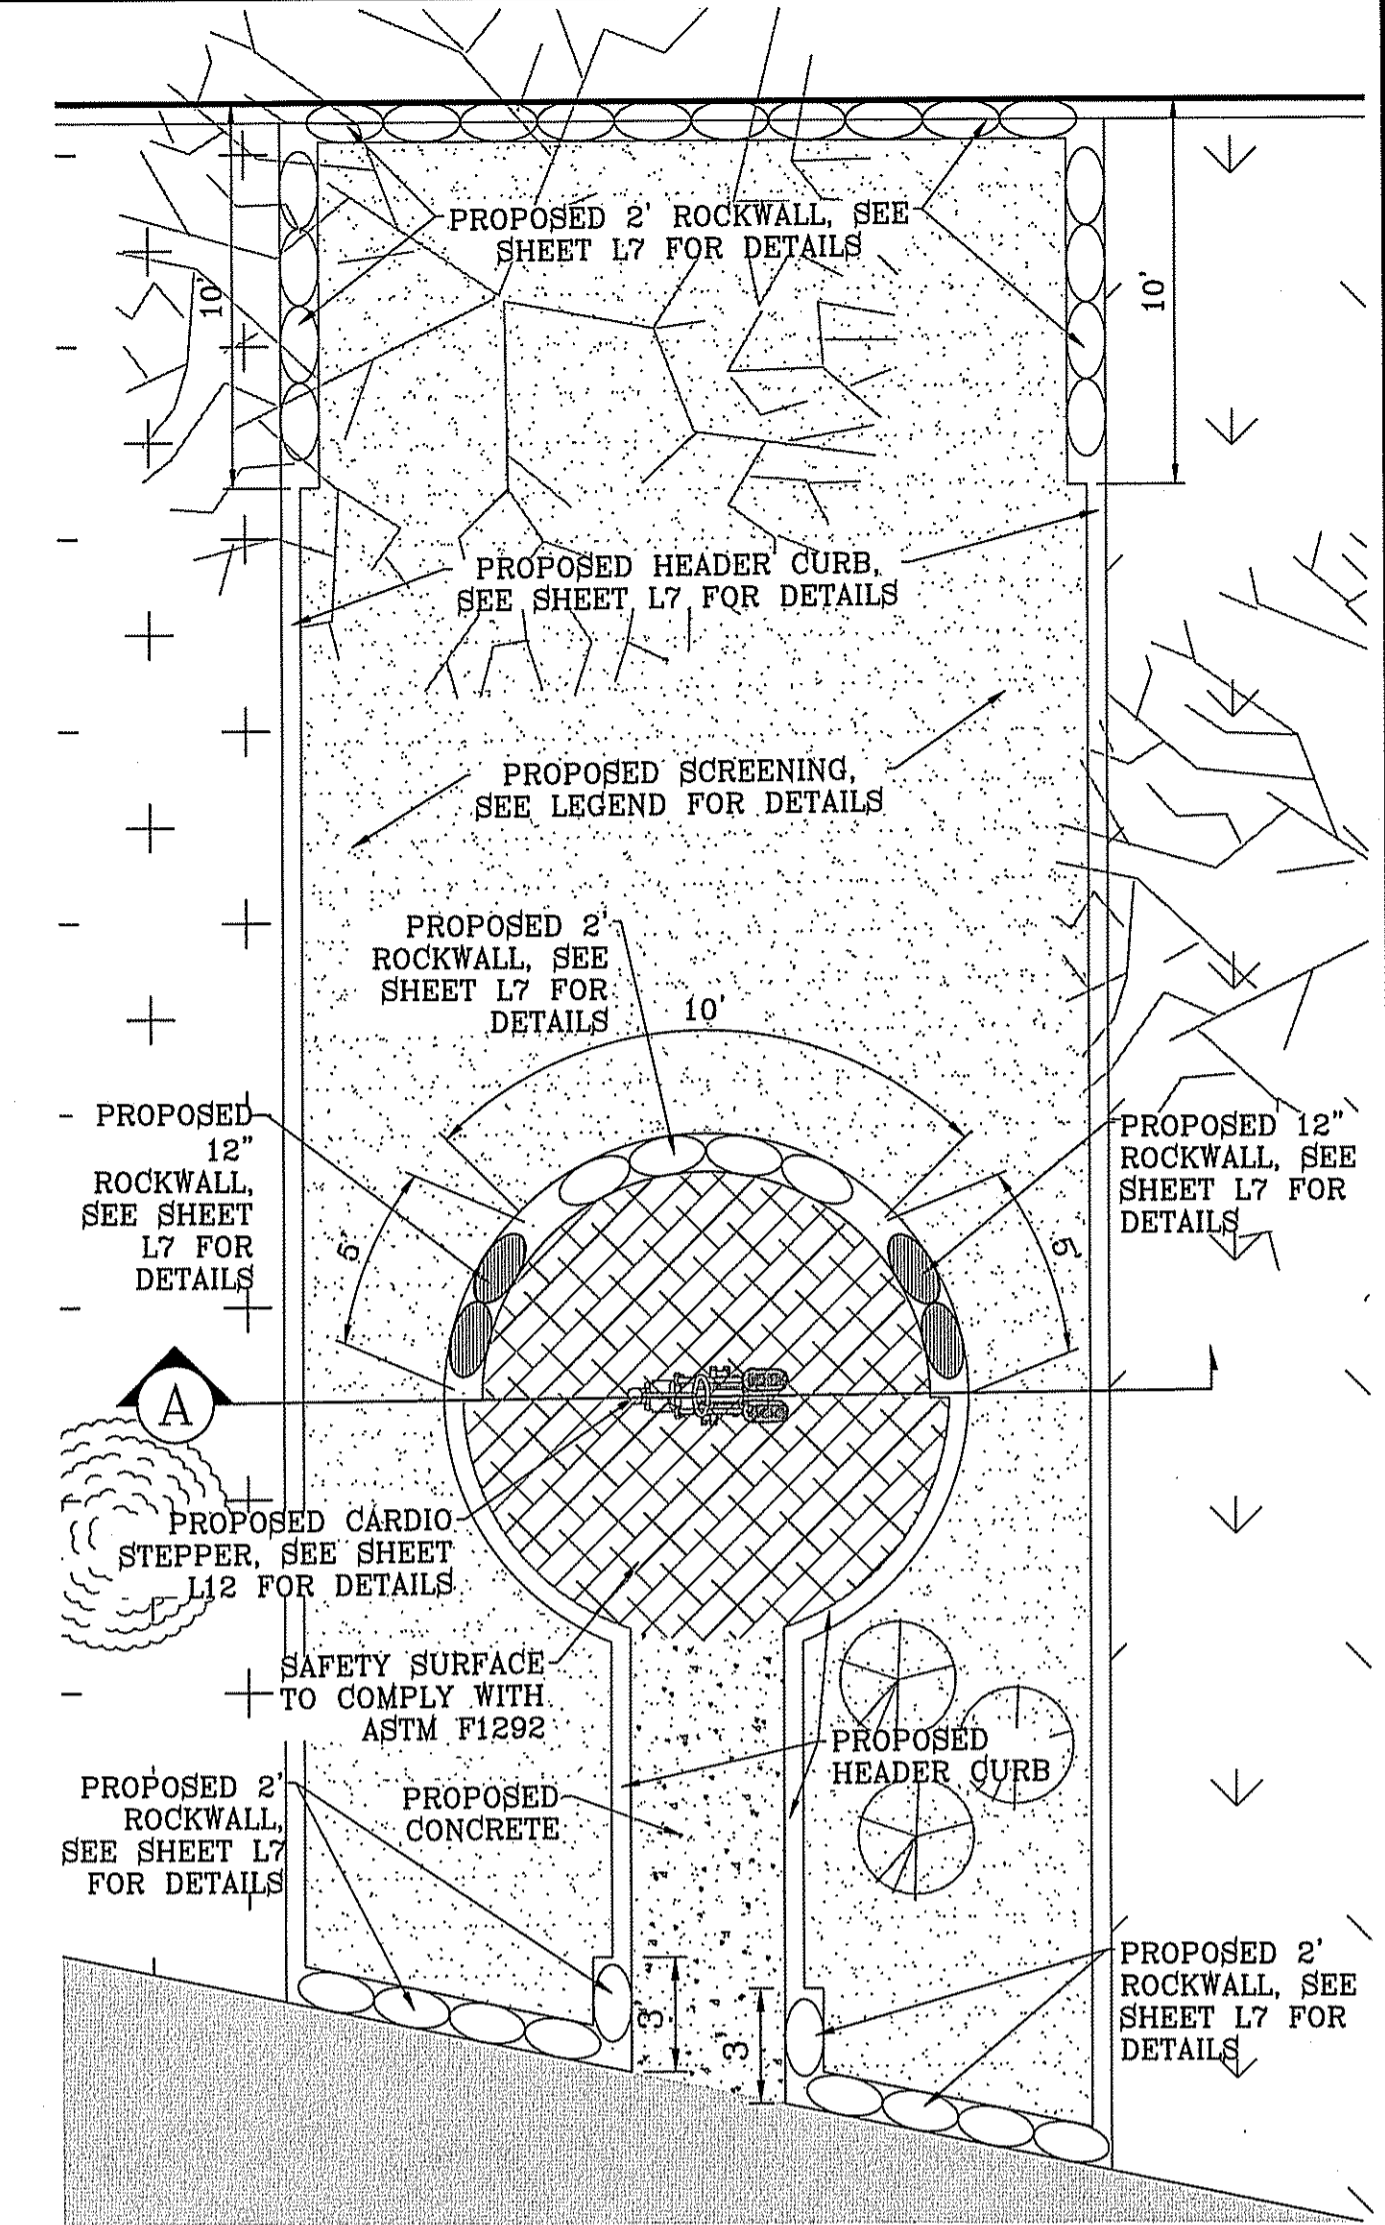 PROPOSED 2' ROCKWALL, SEE
SHEET L7 FOR DETAILS
10'
10'
PROPOSED HEADER CURB,
SEE SHEET L7 FOR DETAILS
PROPOSED SCREENING,
SEE LEGEND FOR DETAILS
PROPOSED 2'
ROCKWALL, SEE
SHEET L7 FOR
DETAILS
10'
PROPOSED
12"
ROCKWALL,
SEE SHEET
L7 FOR
DETAILS
PROPOSED 12"
ROCKWALL, SEE
SHEET L7 FOR
DETAILS
5'
5'
A
PROPOSED CARDIO
STEPPER, SEE SHEET
L12 FOR DETAILS
SAFETY SURFACE
TO COMPLY WITH
ASTM F1292
PROPOSED
HEADER CURB
PROPOSED 2'
ROCKWALL,
SEE SHEET L7
FOR DETAILS
PROPOSED
CONCRETE
PROPOSED 2'
ROCKWALL, SEE
SHEET L7 FOR
DETAILS
3'
3'